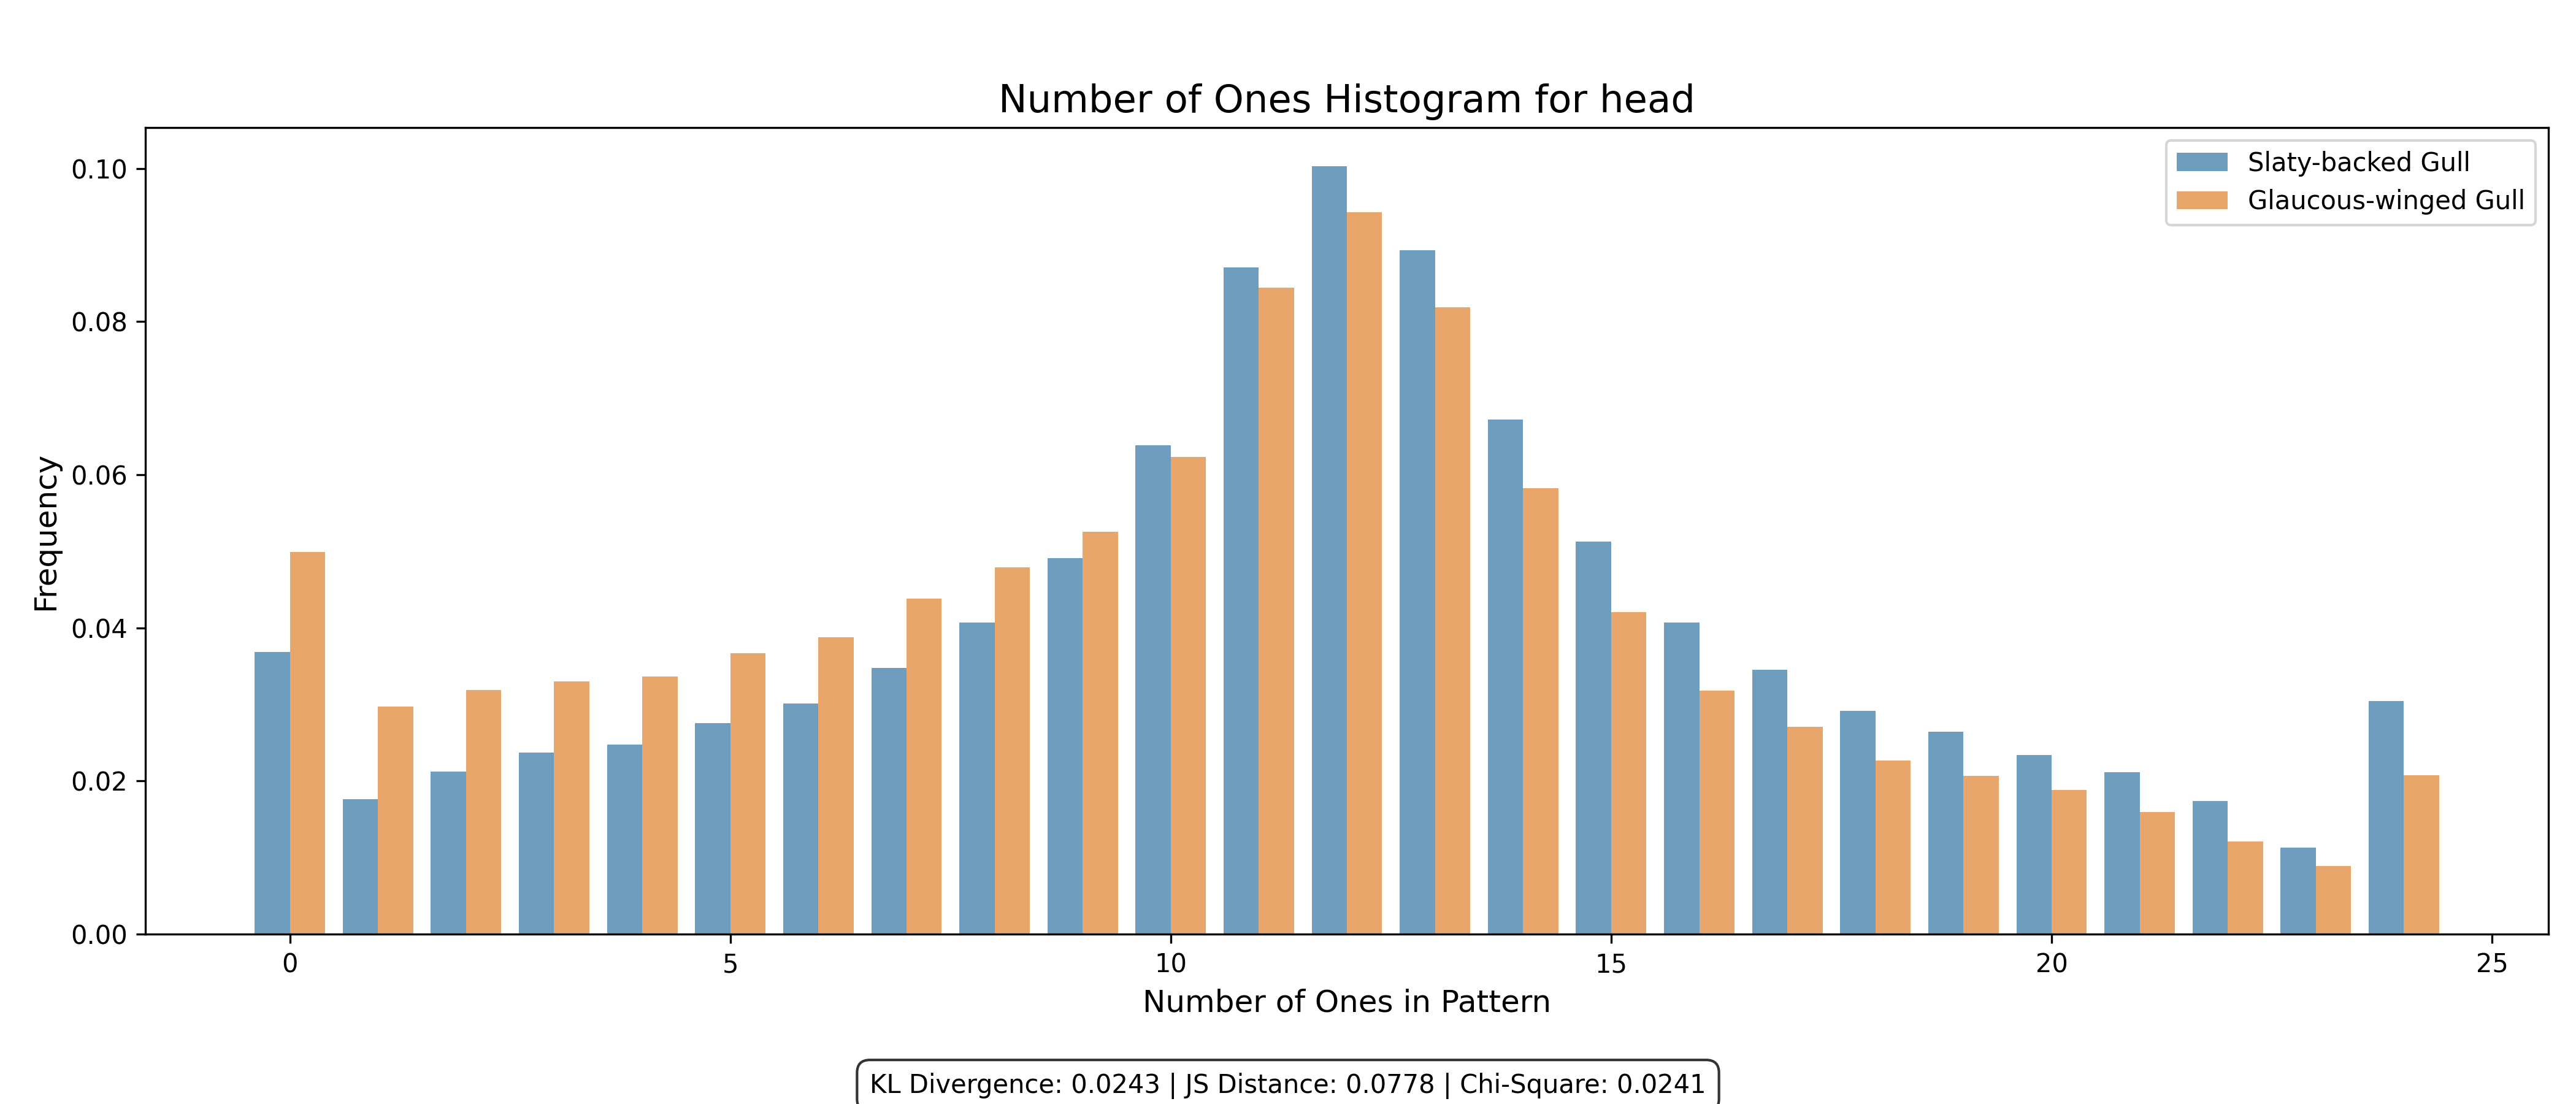 Number of Ones Histogram for head
Slaty-backed Gull
Glaucous-winged Gull
Frequency
0.10
0.08
0.06
0.04
0.02
0.00
0 5 10 15 20 25
Number of Ones in Pattern
KL Divergence: 0.0243 | JS Distance: 0.0778 | Chi-Square: 0.0241